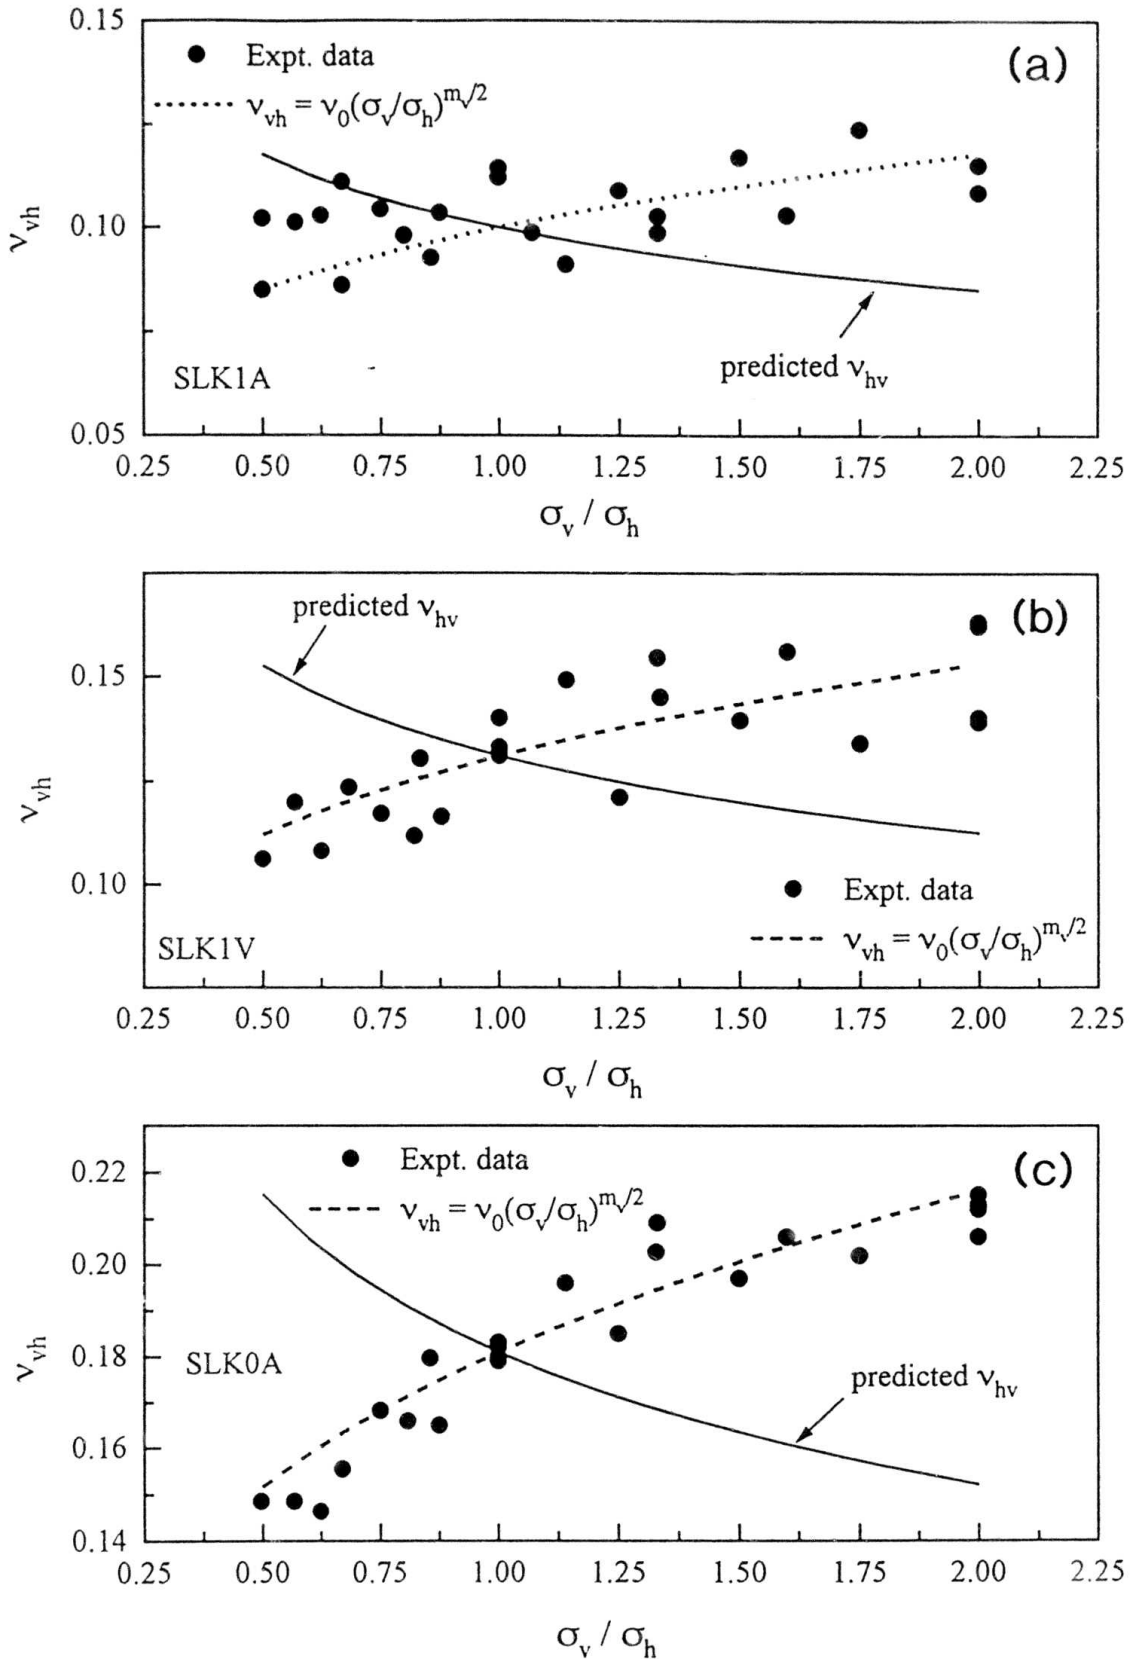 0.15
Expt. data
(a)
ν_vh = ν_0(σ_v/σ_h)^{m_v/2}
0.10
ν_vh
predicted ν_hv
SLK1A
0.05
0.25 0.50 0.75 1.00 1.25 1.50 1.75 2.00 2.25
σ_v / σ_h
predicted ν_hv
(b)
0.15
ν_vh
0.10
Expt. data
SLK1V
ν_vh = ν_0(σ_v/σ_h)^{m_v/2}
0.25 0.50 0.75 1.00 1.25 1.50 1.75 2.00 2.25
σ_v / σ_h
Expt. data
(c)
0.22
ν_vh = ν_0(σ_v/σ_h)^{m_v/2}
0.20
ν_vh
0.18
SLK0A
predicted ν_hv
0.16
0.14
0.25 0.50 0.75 1.00 1.25 1.50 1.75 2.00 2.25
σ_v / σ_h